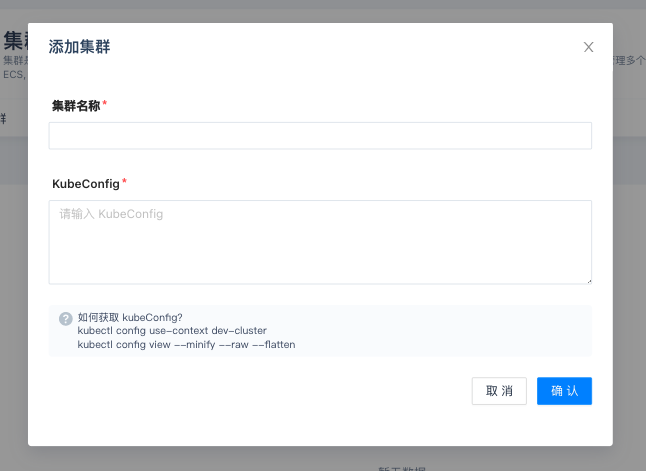 集群
添加集群
集群
理多个
ECS,
群
集群名称*
KubeConfig*
请输入 KubeConfig
如何获取 kubeConfig?
kubectl config use-context dev-cluster
kubectl config view --minify --raw --flatten
取 消
确 认
暂无数据